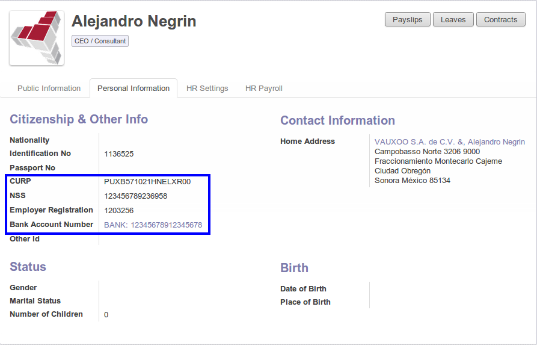 Alejandro Negrin
CEO / Consultant
Payslips Leaves Contracts
Public Information Personal Information HR Settings HR Payroll
Citizenship & Other Info
Nationality
Identification No 1136525
Passport No
CURP PUXB571021HNELXR00
NSS 123456789236958
Employer Registration 1203256
Bank Account Number BANK: 12345678912345678
Other Id
Contact Information
Home Address VAUXOO S.A. de C.V. &, Alejandro Negrin
Campobasso Norte 3206 9000
Fraccionamiento Montecarlo Cajeme
Ciudad Obregón
Sonora México 85134
Status
Gender
Marital Status
Number of Children 0
Birth
Date of Birth
Place of Birth